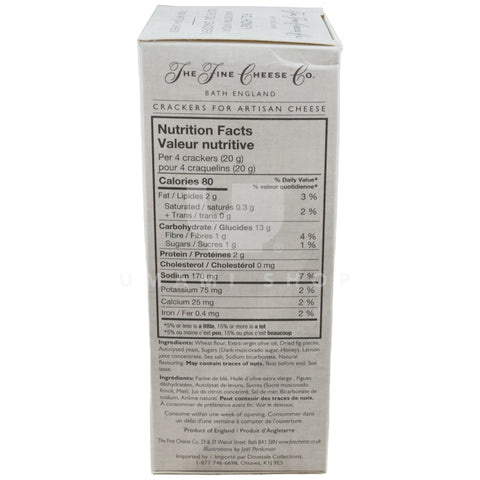 THE FINE CHEESE CO.
BATH ENGLAND
CRACKERS FOR ARTISAN CHEESE
Nutrition Facts
Valeur nutritive
Per 4 crackers (20 g)
pour 4 craquelins (20 g)
Calories 80 % Daily Value*
% valeur quotidienne*
Fat / Lipides 2 g 3 %
Saturated / saturés 0.3 g
+ Trans / trans 0 g 2 %
Carbohydrate / Glucides 13 g
Fibre / Fibres 1 g 4 %
Sugars / Sucres 1 g 1 %
Protein / Protéines 2 g
Cholesterol / Cholestérol 0 mg
Sodium 170 mg 7 %
Potassium 75 mg 2 %
Calcium 25 mg 2 %
Iron / Fer 0.4 mg 2 %
*5% or less is a little, 15% or more is a lot
*5% ou moins c'est peu, 15% ou plus c'est beaucoup
Ingredients: Wheat flour, Extra virgin olive oil, Dried fig pieces,
Autolysed yeast, Sugars (Dark muscovado sugar, Honey), Lemon
juice concentrate, Sea salt, Sodium bicarbonate, Natural
flavouring. May contain traces of nuts. Best before end: See
base.
Ingrédients: Farine de blé, Huile d'olive extra vierge, Figues
déshydratées, Autolysat de levure, Sucres (Sucre muscovado
foncé, Miel), Jus de citron concentré, Sel de mer, Bicarbonate de
sodium, Arôme naturel. Peut contenir des traces de noix.
A consommer de préférence avant fin. Voir le dessous.
Consume within one week of opening. Consommer dans
un délai d'une semaine à compter de l'ouverture.
Product of England / Produit d'Angleterre
The Fine Cheese Co., 29 & 31 Walcot Street, Bath BA1 5BN www.finecheese.co.uk
Illustrations by Joël Penkman
Imported by / Importé par Dovetale Collections,
1-877-746-6698, Ottawa, K1J 9E5
UWAMI SHOP